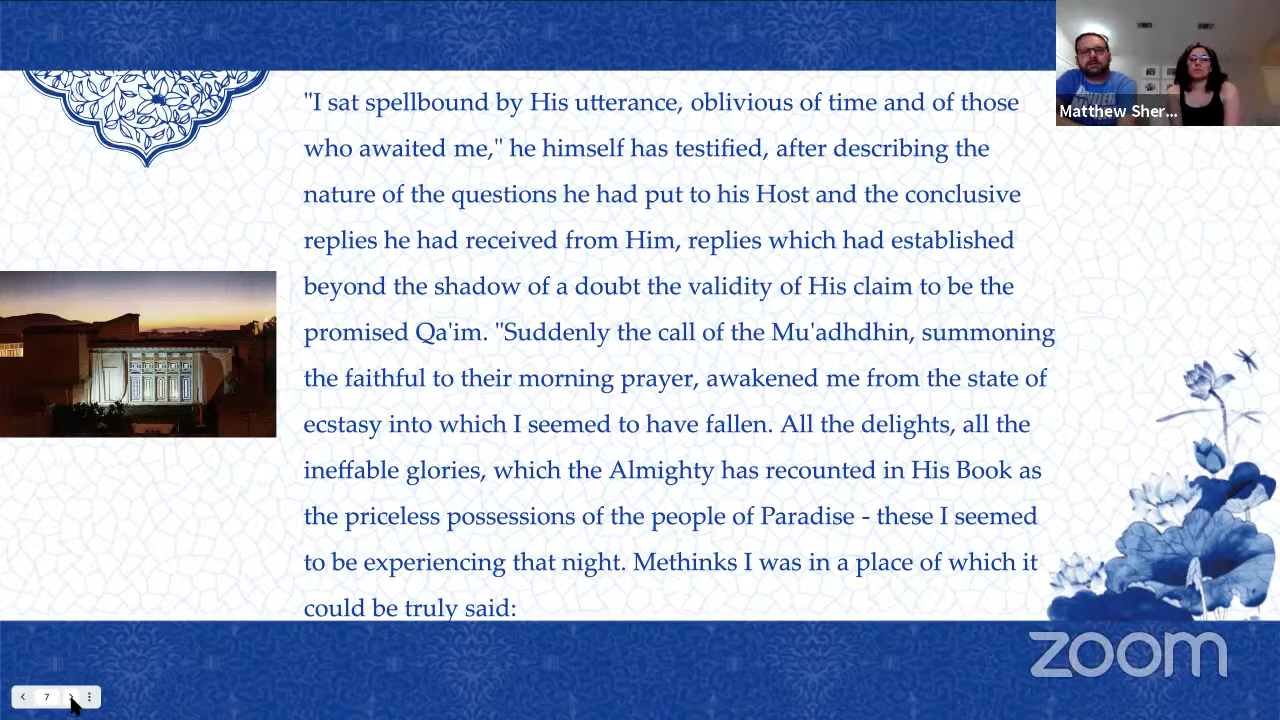 "I sat spellbound by His utterance, oblivious of time and of those
who awaited me," he himself has testified, after describing the
nature of the questions he had put to his Host and the conclusive
replies he had received from Him, replies which had established
beyond the shadow of a doubt the validity of His claim to be the
promised Qa'im. "Suddenly the call of the Mu'adhdhin, summoning
the faithful to their morning prayer, awakened me from the state of
ecstasy into which I seemed to have fallen. All the delights, all the
ineffable glories, which the Almighty has recounted in His Book as
the priceless possessions of the people of Paradise - these I seemed
to be experiencing that night. Methinks I was in a place of which it
could be truly said:
Matthew Sher...
zoom
7